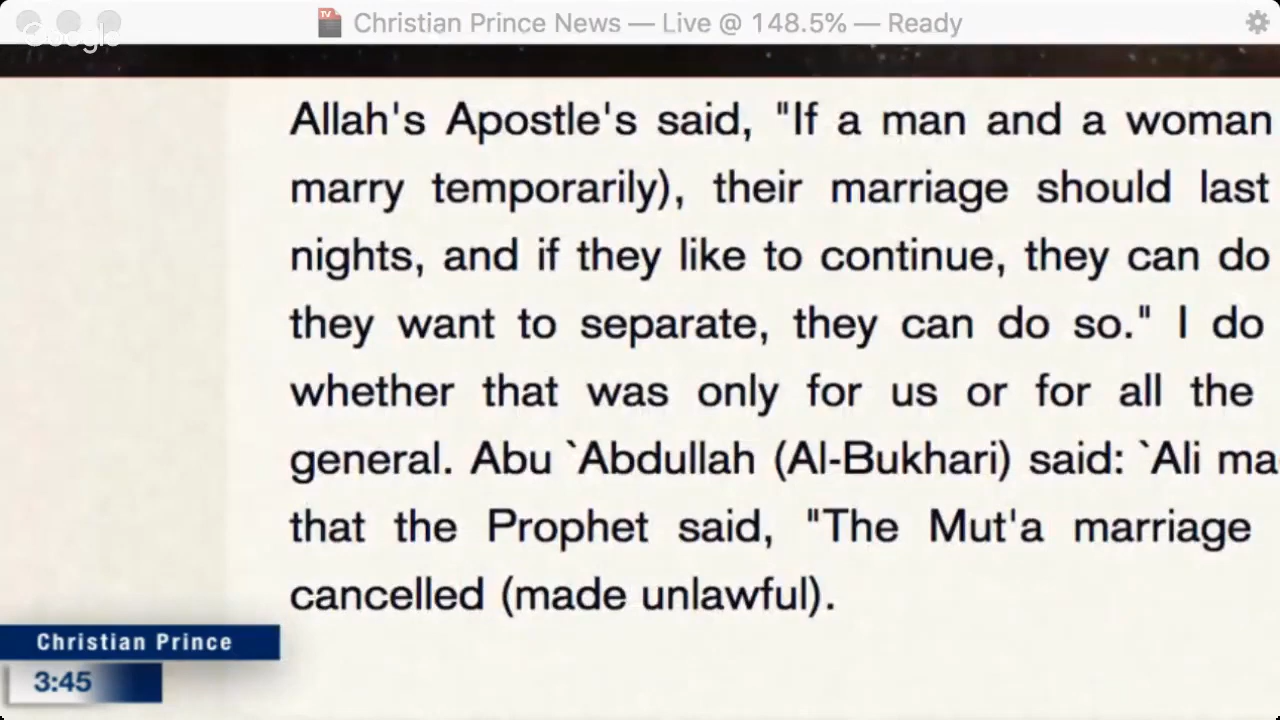 Google
TV
Christian Prince News — Live @ 148.5% — Ready
Allah's Apostle's said, "If a man and a woman
marry temporarily), their marriage should last
nights, and if they like to continue, they can do
they want to separate, they can do so." I do
whether that was only for us or for all the
general. Abu `Abdullah (Al-Bukhari) said: `Ali
that the Prophet said, "The Mut'a marriage
cancelled (made unlawful).
Christian Prince
3:45